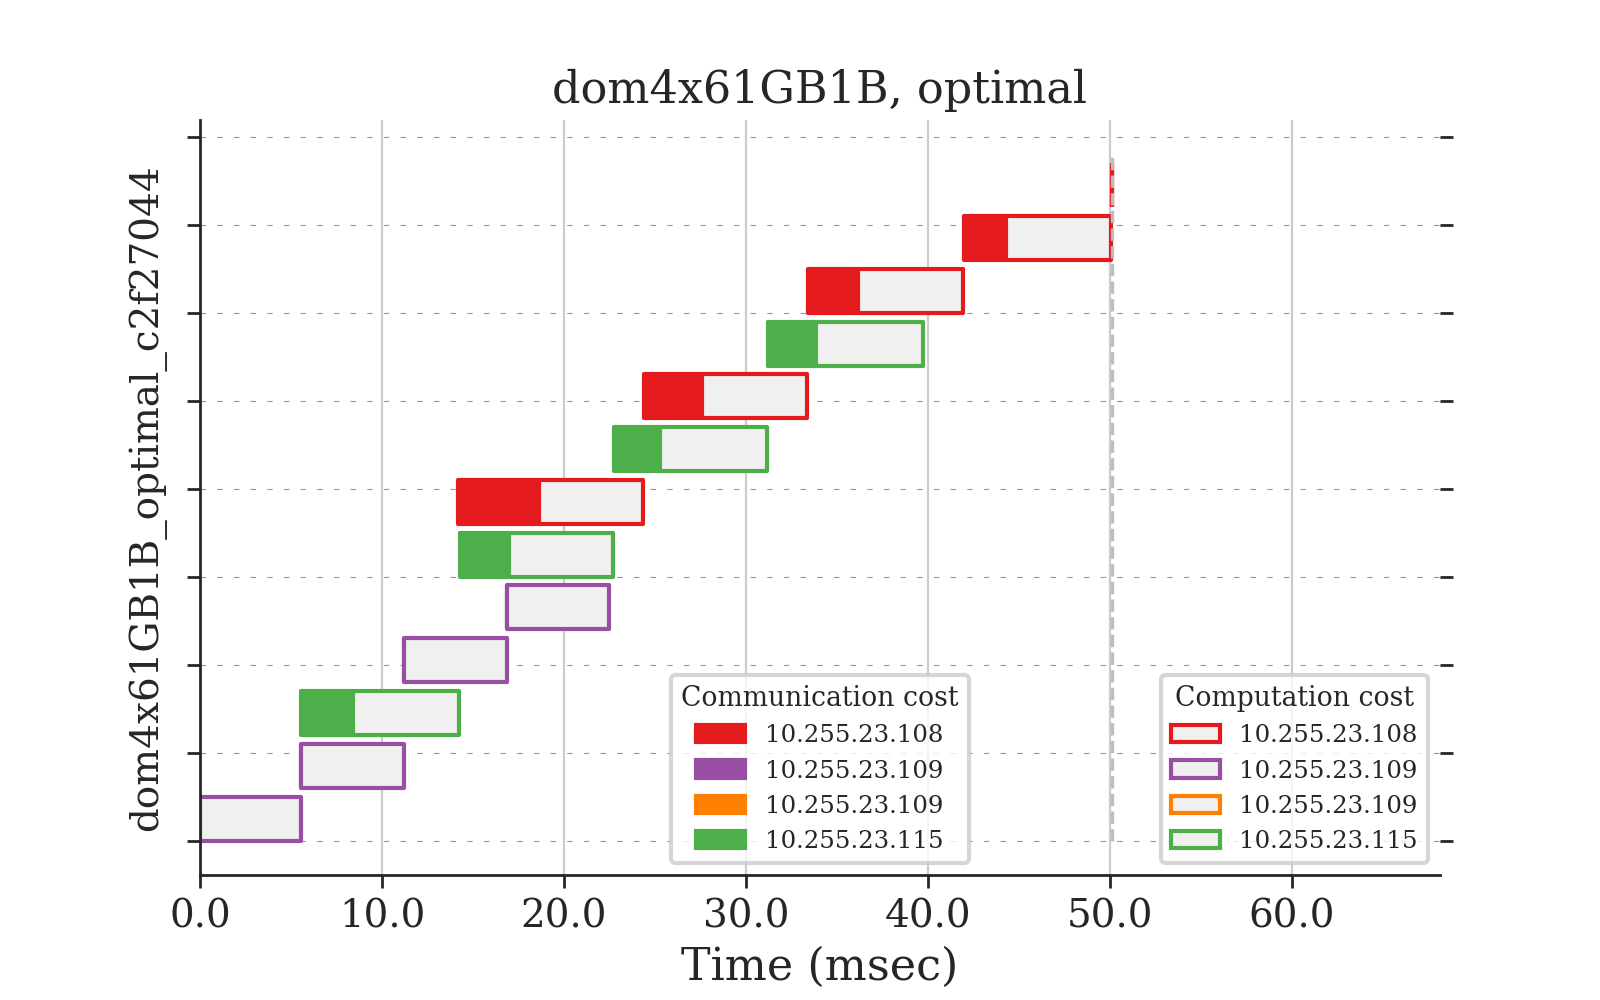 dom4x61GB1B, optimal
dom4x61GB1B_optimal_c2f27044
Communication cost
10.255.23.108
10.255.23.109
10.255.23.109
10.255.23.115
Computation cost
10.255.23.108
10.255.23.109
10.255.23.109
10.255.23.115
0.0 10.0 20.0 30.0 40.0 50.0 60.0
Time (msec)